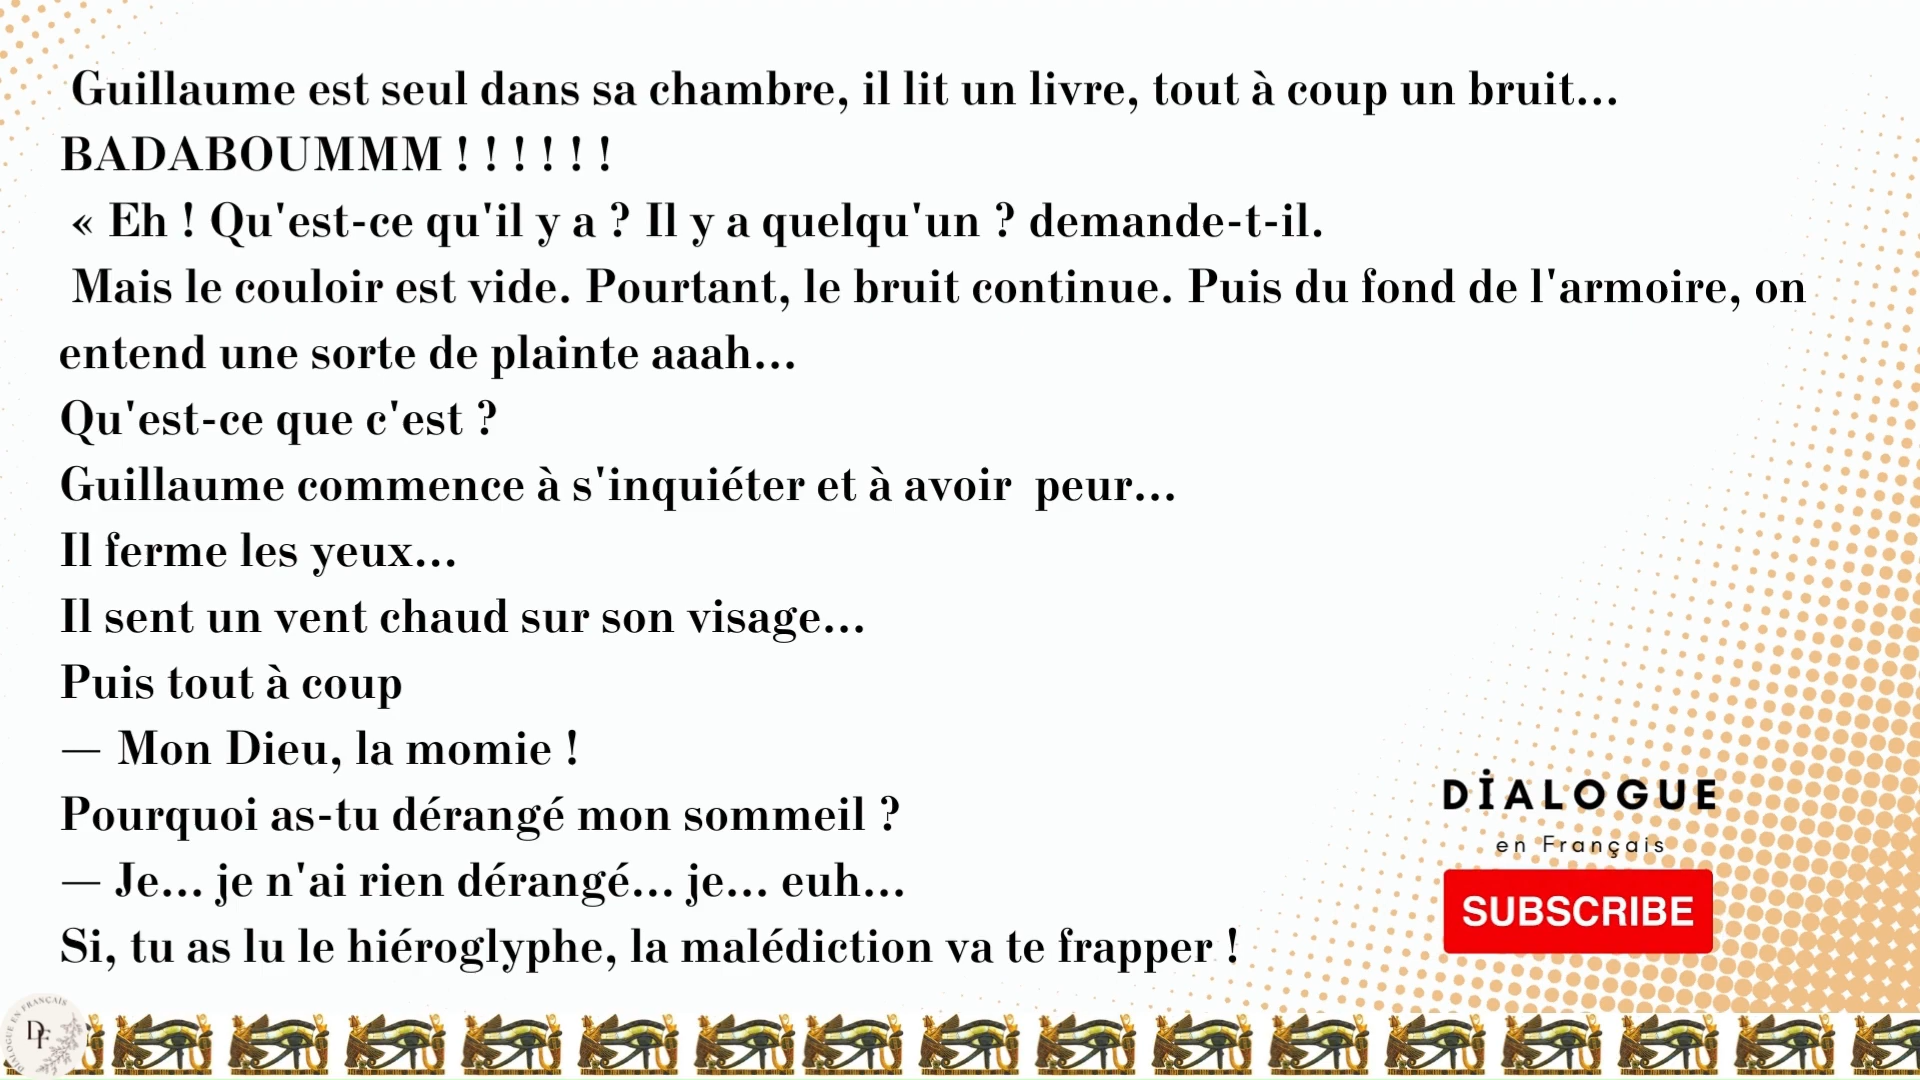 Guillaume est seul dans sa chambre, il lit un livre, tout à coup un bruit...
BADABOUMMM ! ! ! ! ! !
« Eh ! Qu'est-ce qu'il y a ? Il y a quelqu'un ? demande-t-il.
Mais le couloir est vide. Pourtant, le bruit continue. Puis du fond de l'armoire, on
entend une sorte de plainte aaah...
Qu'est-ce que c'est ?
Guillaume commence à s'inquiéter et à avoir peur...
Il ferme les yeux...
Il sent un vent chaud sur son visage...
Puis tout à coup
— Mon Dieu, la momie !
Pourquoi as-tu dérangé mon sommeil ?
— Je... je n'ai rien dérangé... je... euh...
Si, tu as lu le hiéroglyphe, la malédiction va te frapper !
DİALOGUE
en Français
SUBSCRIBE
DIALOGUE EN FRANÇAIS
DF